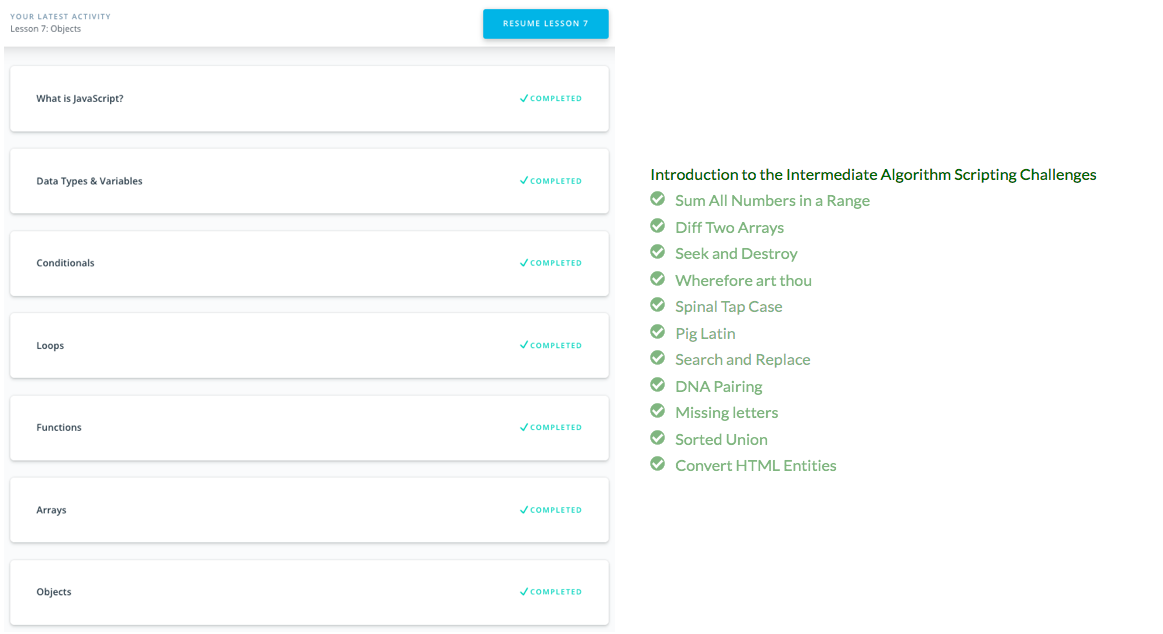 YOUR LATEST ACTIVITY
Lesson 7: Objects
RESUME LESSON 7
What is JavaScript?
COMPLETED
Data Types & Variables
COMPLETED
Conditionals
COMPLETED
Loops
COMPLETED
Functions
COMPLETED
Arrays
COMPLETED
Objects
COMPLETED
Introduction to the Intermediate Algorithm Scripting Challenges
Sum All Numbers in a Range
Diff Two Arrays
Seek and Destroy
Wherefore art thou
Spinal Tap Case
Pig Latin
Search and Replace
DNA Pairing
Missing letters
Sorted Union
Convert HTML Entities